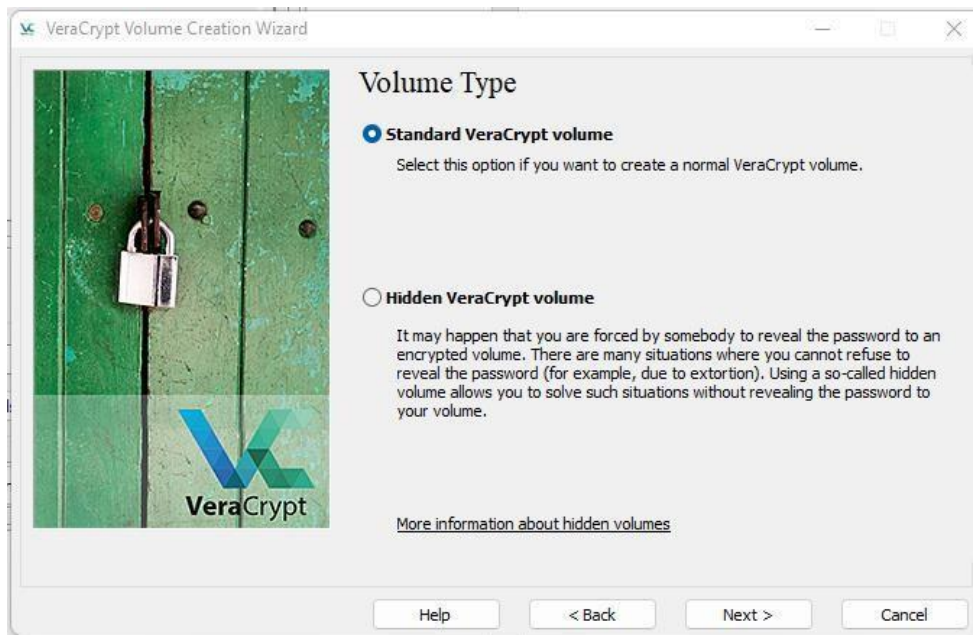 VeraCrypt Volume Creation Wizard
Volume Type
Standard VeraCrypt volume
Select this option if you want to create a normal VeraCrypt volume.
Hidden VeraCrypt volume
It may happen that you are forced by somebody to reveal the password to an
encrypted volume. There are many situations where you cannot refuse to
reveal the password (for example, due to extortion). Using a so-called hidden
volume allows you to solve such situations without revealing the password to
your volume.
VeraCrypt
More information about hidden volumes
Help
< Back
Next >
Cancel